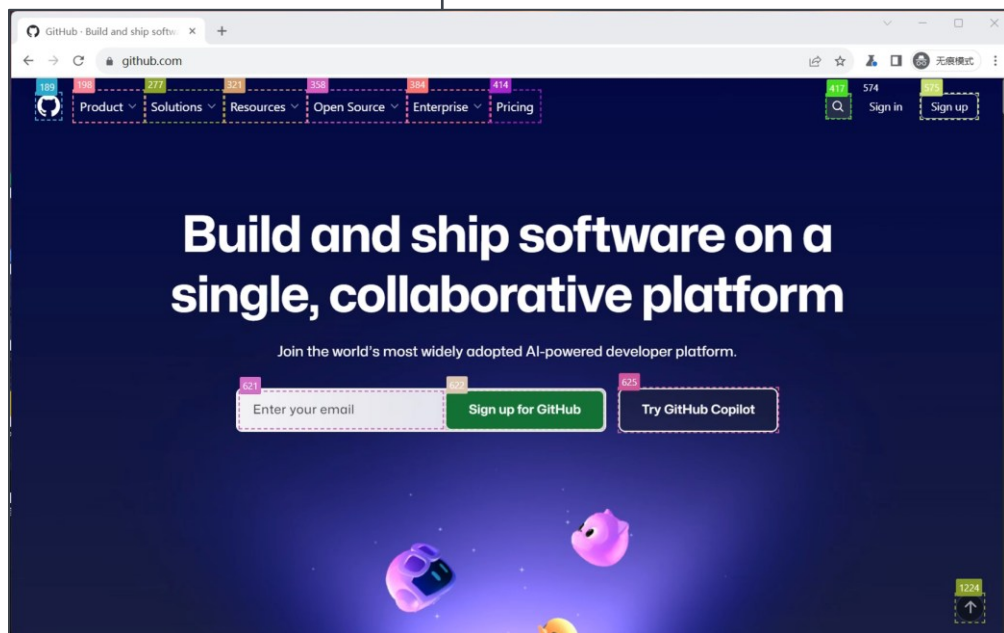 GitHub · Build and ship softw
github.com
无痕模式
189 198 277 321 358 384 414 417 574 575
Product Solutions Resources Open Source Enterprise Pricing Sign in Sign up
Build and ship software on a
single, collaborative platform
Join the world's most widely adopted AI-powered developer platform.
621 622 625
Enter your email Sign up for GitHub Try GitHub Copilot
1224